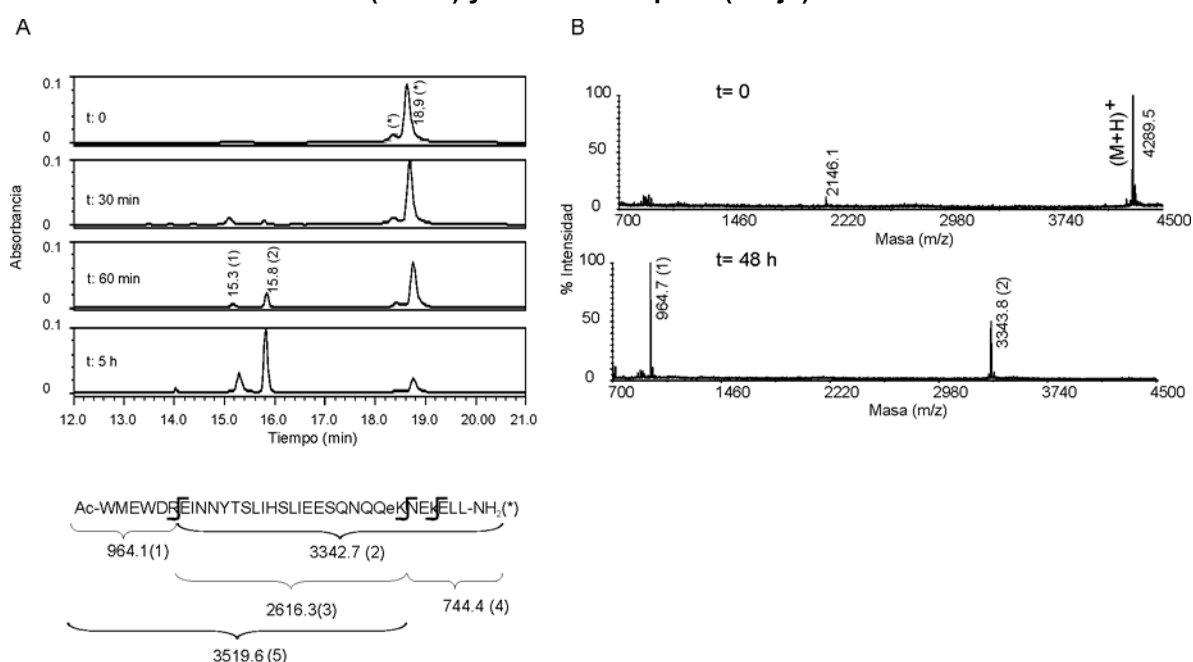 A
B
0.1
0
t: 0
(*)
18,9 (*)
0.1
0
30 min
0.1
0
t: 60 min
15.3 (1)
15.8 (2)
0.1
0
t: 5 h
Absorbancia
12.0 13.0 14.0 15.0 16.0 17.0 18.0 19.0 20.0 21.0
Tiempo (min)
t= 0
100
50
0
2146.1
(M+H)+
4289.5
700 1460 2220 2980 3740 4500
Masa (m/z)
t= 48 h
% Intensidad
100
50
0
964.7 (1)
3343.8 (2)
700 1460 2220 2980 3740 4500
Masa (m/z)
Ac-WMEWDREINNYTSLIHSLIEESQNQQeKNEkELL-NH2(*)
964.1(1)
3342.7 (2)
2616.3(3)
744.4 (4)
3519.6 (5)